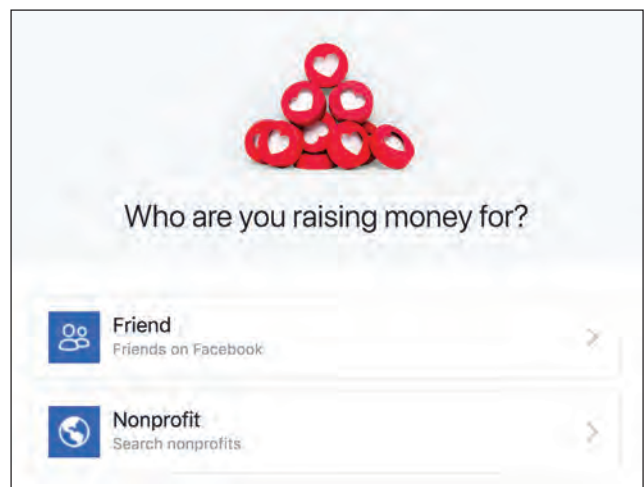 Who are you raising money for?
Friend
Friends on Facebook
Nonprofit
Search nonprofits